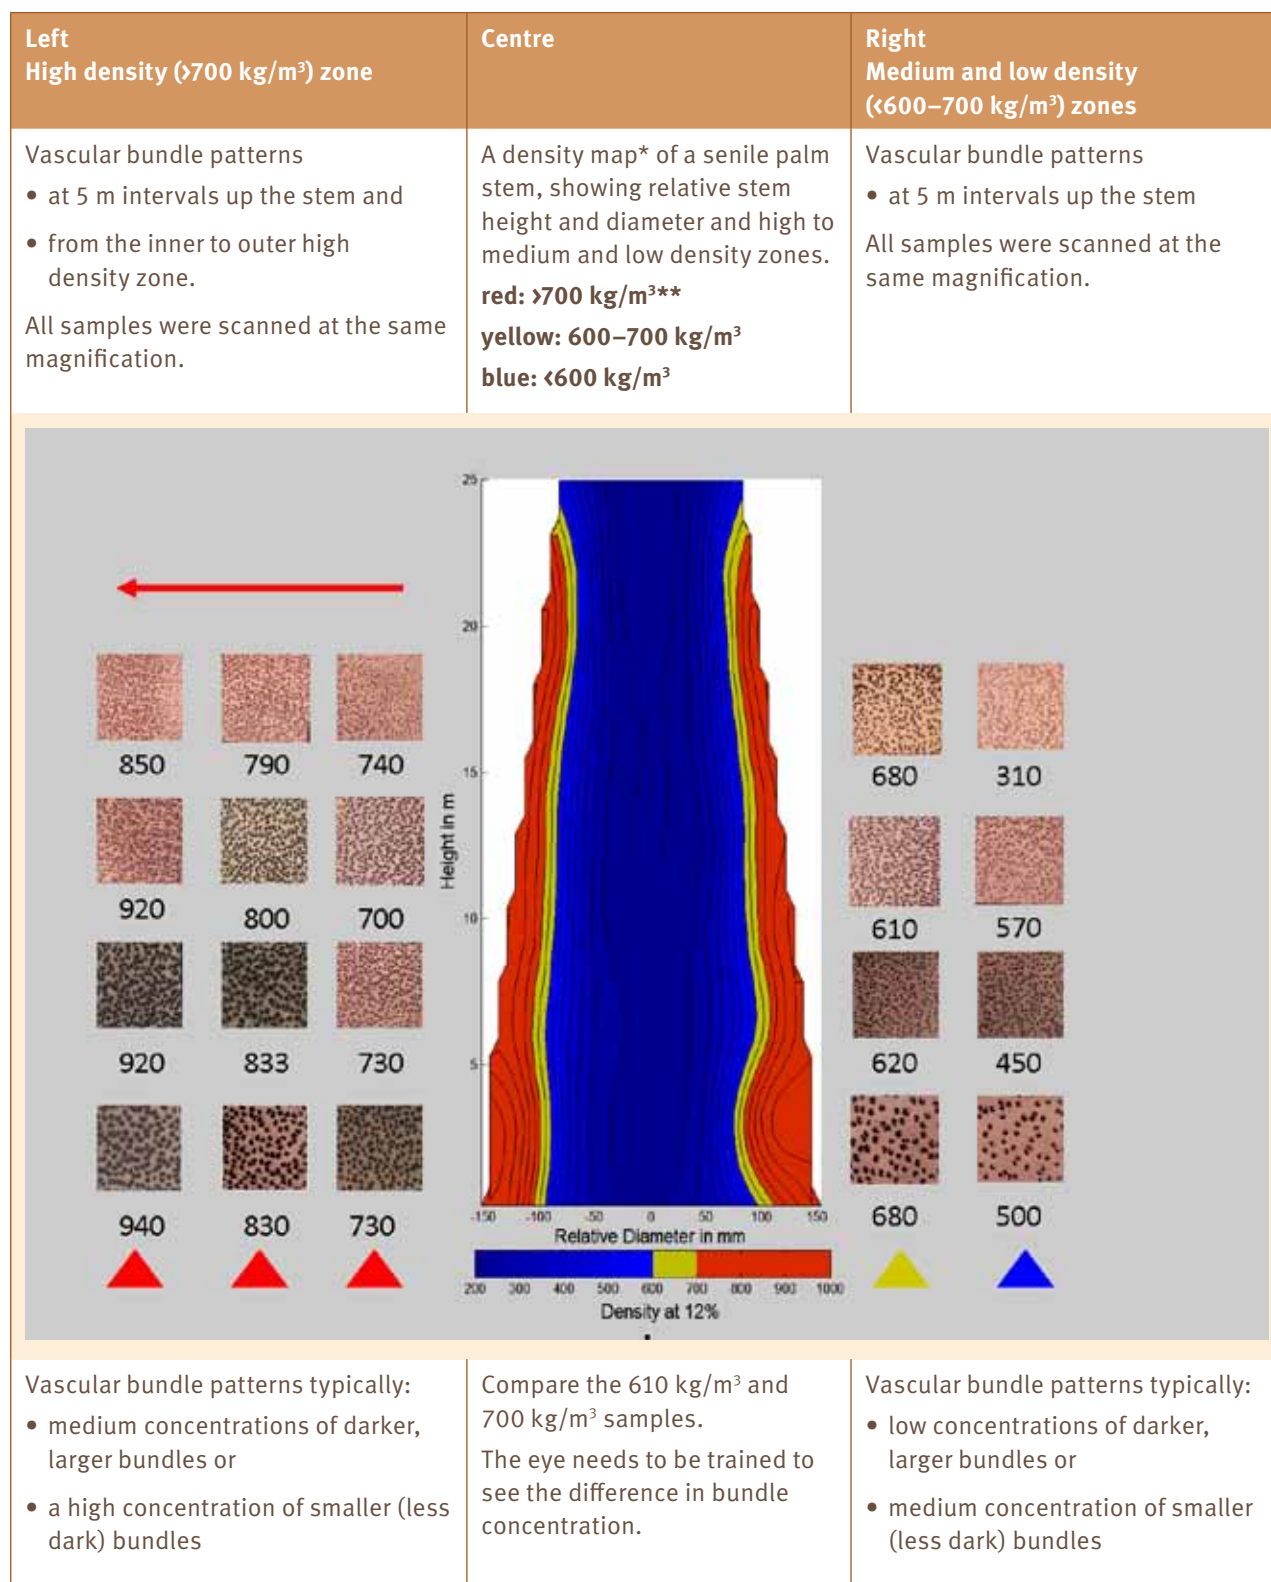 Left
High density (>700 kg/m³) zone
Centre
Right
Medium and low density
(<600–700 kg/m³) zones
Vascular bundle patterns
• at 5 m intervals up the stem and
• from the inner to outer high
density zone.
All samples were scanned at the same
magnification.
A density map* of a senile palm
stem, showing relative stem
height and diameter and high to
medium and low density zones.
red: >700 kg/m³**
yellow: 600–700 kg/m³
blue: <600 kg/m³
Vascular bundle patterns
• at 5 m intervals up the stem
All samples were scanned at the
same magnification.
850 790 740
920 800 700
920 833 730
940 830 730
25
20
15
10
5
Height in m
-150 -100 -50 0 50 100 150
Relative Diameter in mm
200 300 400 500 600 700 800 900 1000
Density at 12%
680 310
610 570
620 450
680 500
Vascular bundle patterns typically:
• medium concentrations of darker,
larger bundles or
• a high concentration of smaller (less
dark) bundles
Compare the 610 kg/m³ and
700 kg/m³ samples.
The eye needs to be trained to
see the difference in bundle
concentration.
Vascular bundle patterns typically:
• low concentrations of darker,
larger bundles or
• medium concentration of smaller
(less dark) bundles